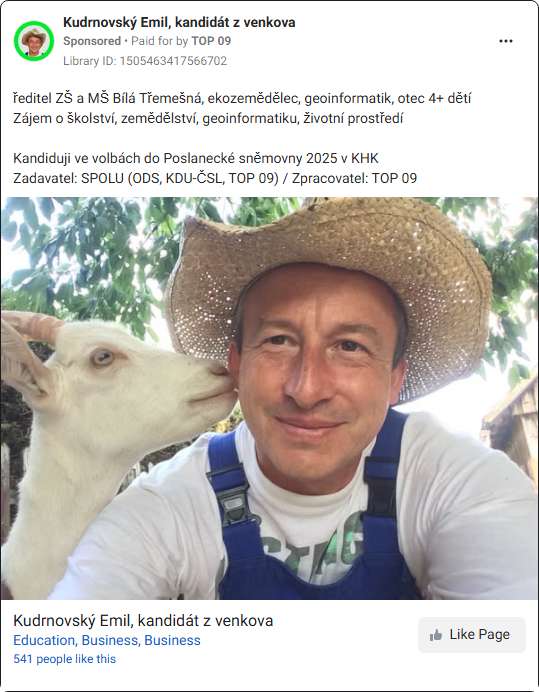 Kudrnovský Emil, kandidát z venkova
Sponsored • Paid for by TOP 09
Library ID: 1505463417566702
ředitel ZŠ a MŠ Bílá Třemešná, ekozemědělec, geoinformatik, otec 4+ dětí
Zájem o školství, zemědělství, geoinformatiku, životní prostředí
Kandiduji ve volbách do Poslanecké sněmovny 2025 v KHK
Zadavatel: SPOLU (ODS, KDU-ČSL, TOP 09) / Zpracovatel: TOP 09
Kudrnovský Emil, kandidát z venkova
Education, Business, Business
541 people like this
Like Page